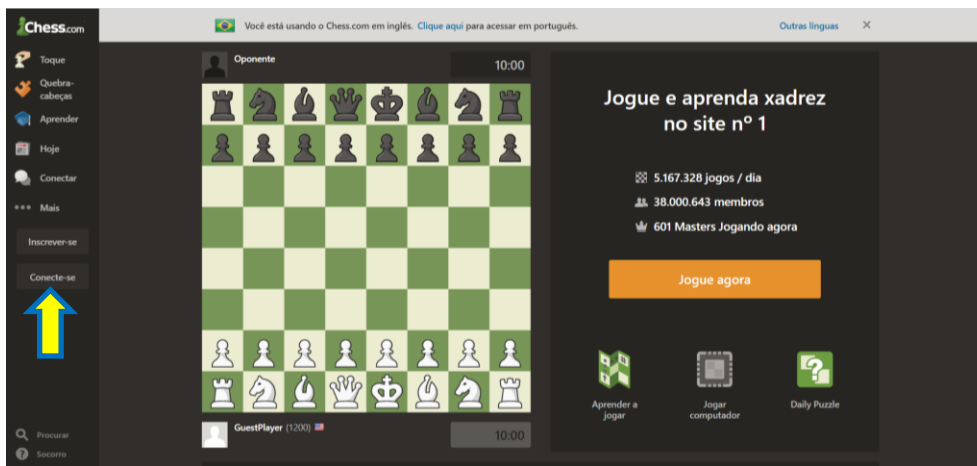 Chess.com
Você está usando o Chess.com em inglês. Clique aqui para acessar em português.
Outras línguas
Toque
Quebra-
cabeças
Aprender
Hoje
Conectar
Mais
Inscrever-se
Conecte-se
Procurar
Socorro
Oponente
10:00
GuestPlayer (1200)
10:00
Jogue e aprenda xadrez
no site nº 1
5.167.328 jogos / dia
38.000.643 membros
601 Masters Jogando agora
Jogue agora
Aprender a
jogar
Jogar
computador
Daily Puzzle